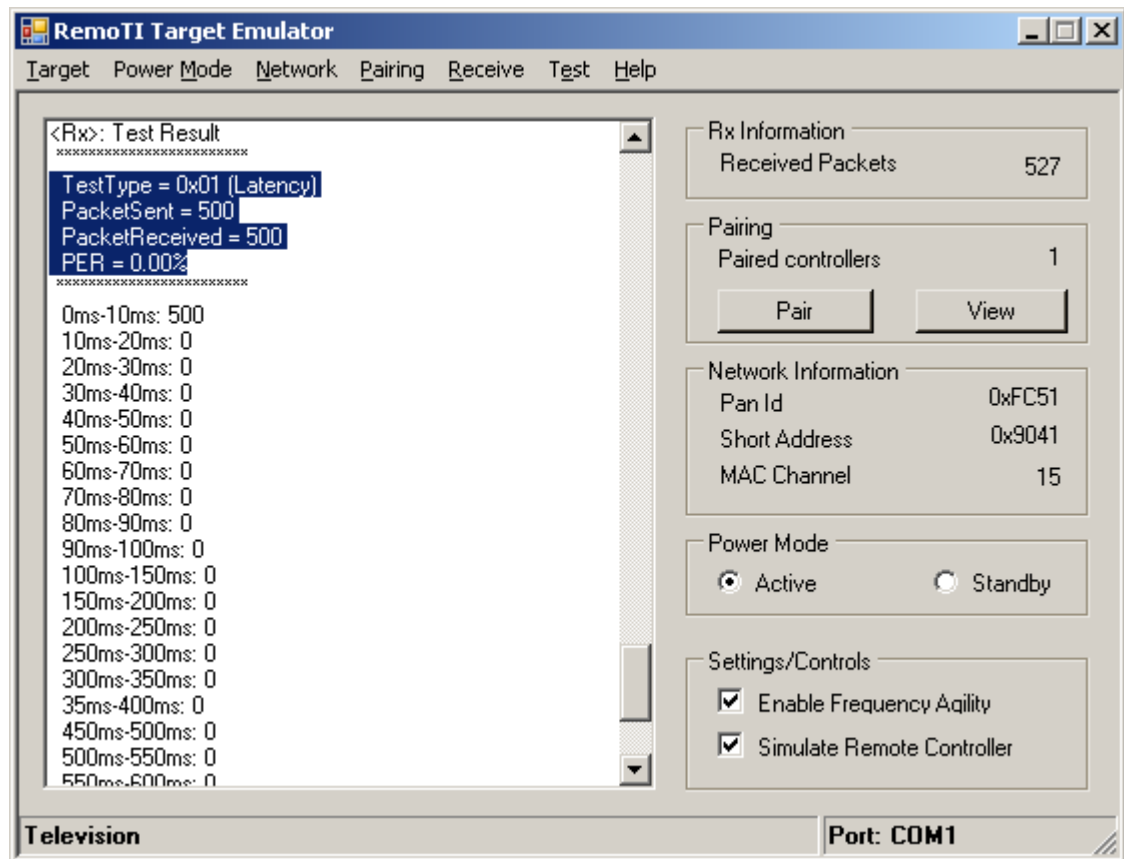 RemoTI Target Emulator
Target Power Mode Network Pairing Receive Test Help
<Rx>: Test Result
************************
TestType = 0x01 (Latency)
PacketSent = 500
PacketReceived = 500
PER = 0.00%
************************
0ms-10ms: 500
10ms-20ms: 0
20ms-30ms: 0
30ms-40ms: 0
40ms-50ms: 0
50ms-60ms: 0
60ms-70ms: 0
70ms-80ms: 0
80ms-90ms: 0
90ms-100ms: 0
100ms-150ms: 0
150ms-200ms: 0
200ms-250ms: 0
250ms-300ms: 0
300ms-350ms: 0
35ms-400ms: 0
450ms-500ms: 0
500ms-550ms: 0
550ms-600ms: 0
Rx Information
Received Packets 527
Pairing
Paired controllers 1
Pair View
Network Information
Pan Id 0xFC51
Short Address 0x9041
MAC Channel 15
Power Mode
Active Standby
Settings/Controls
Enable Frequency Agility
Simulate Remote Controller
Television Port: COM1